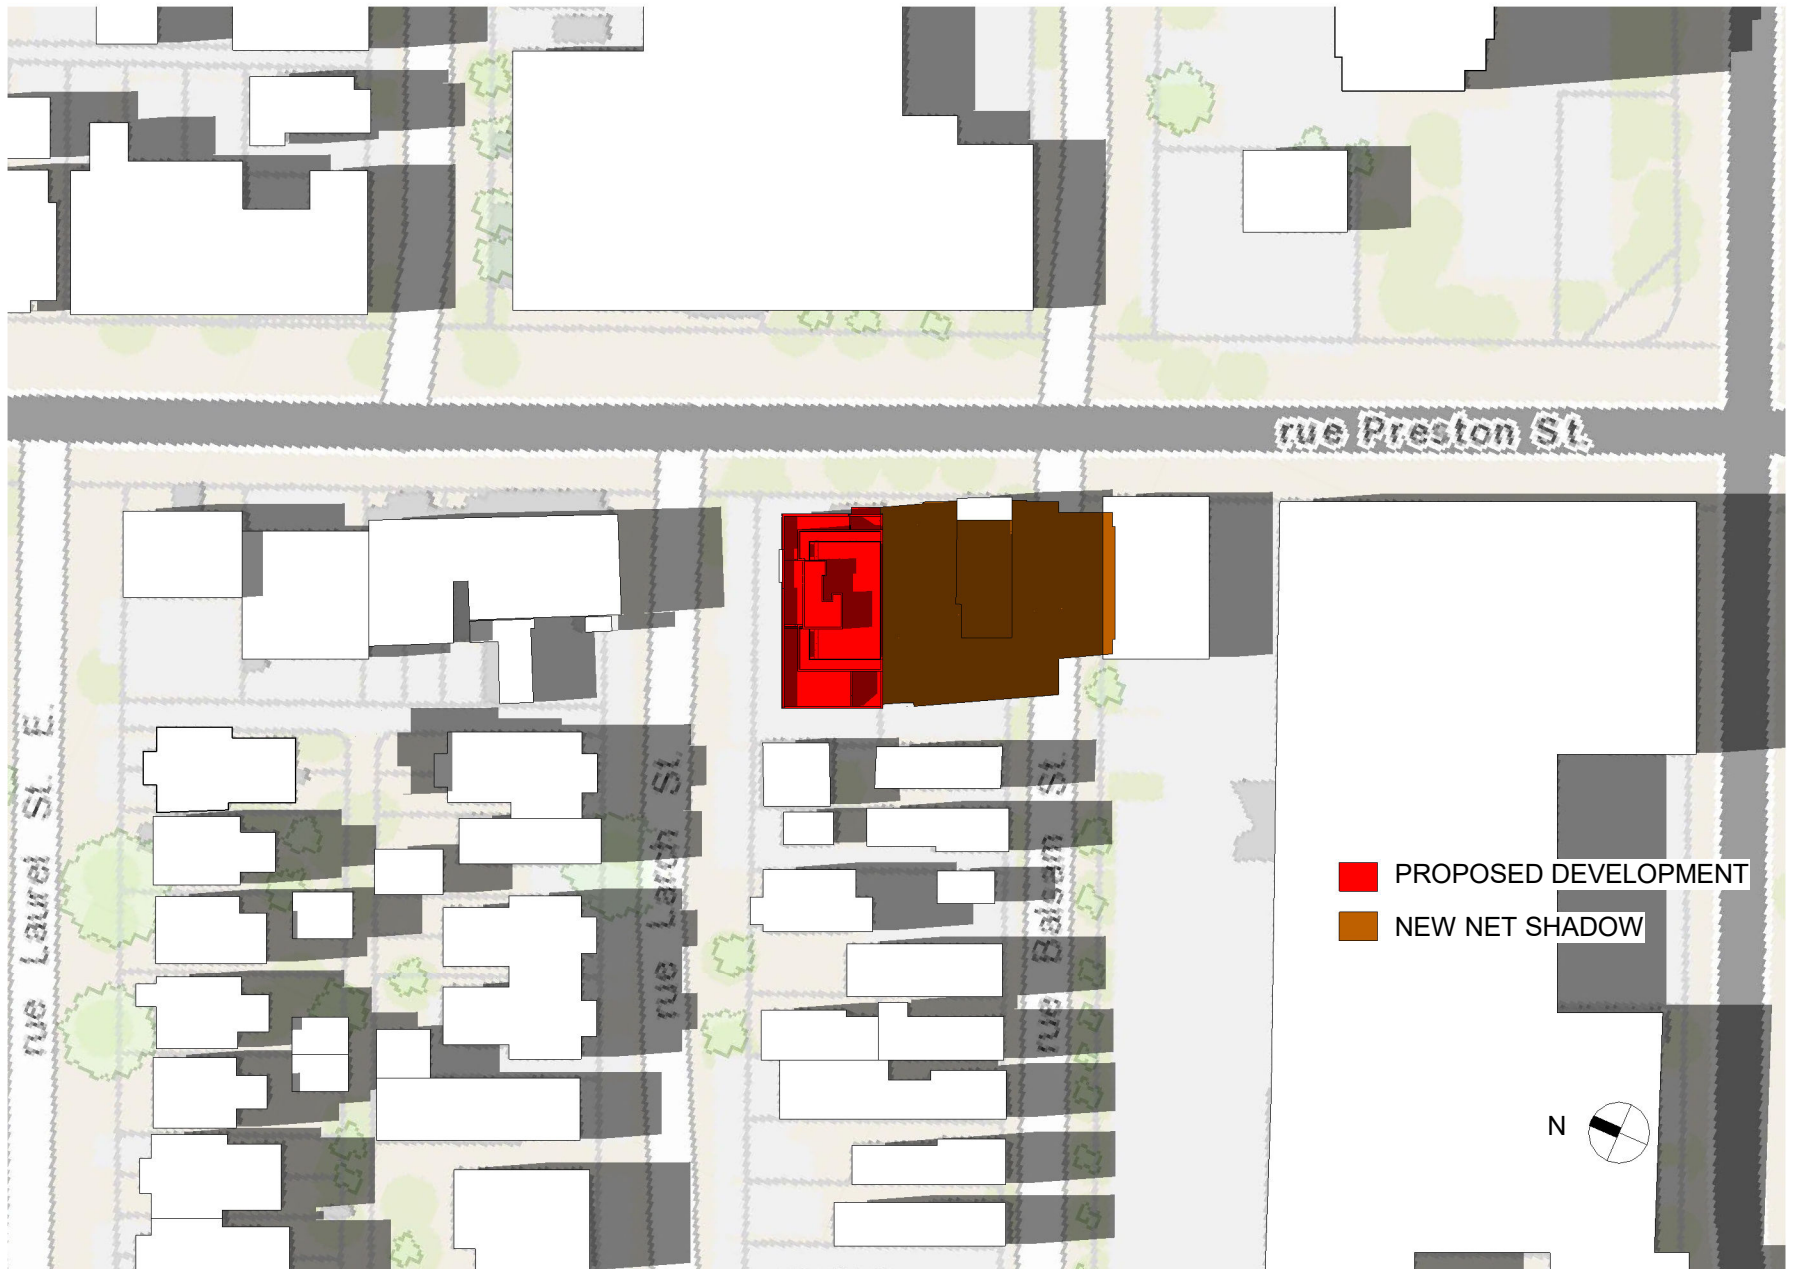 rue Preston St.
rue Laurel St. E.
rue Larch St.
rue Balsam St.
PROPOSED DEVELOPMENT
NEW NET SHADOW
N